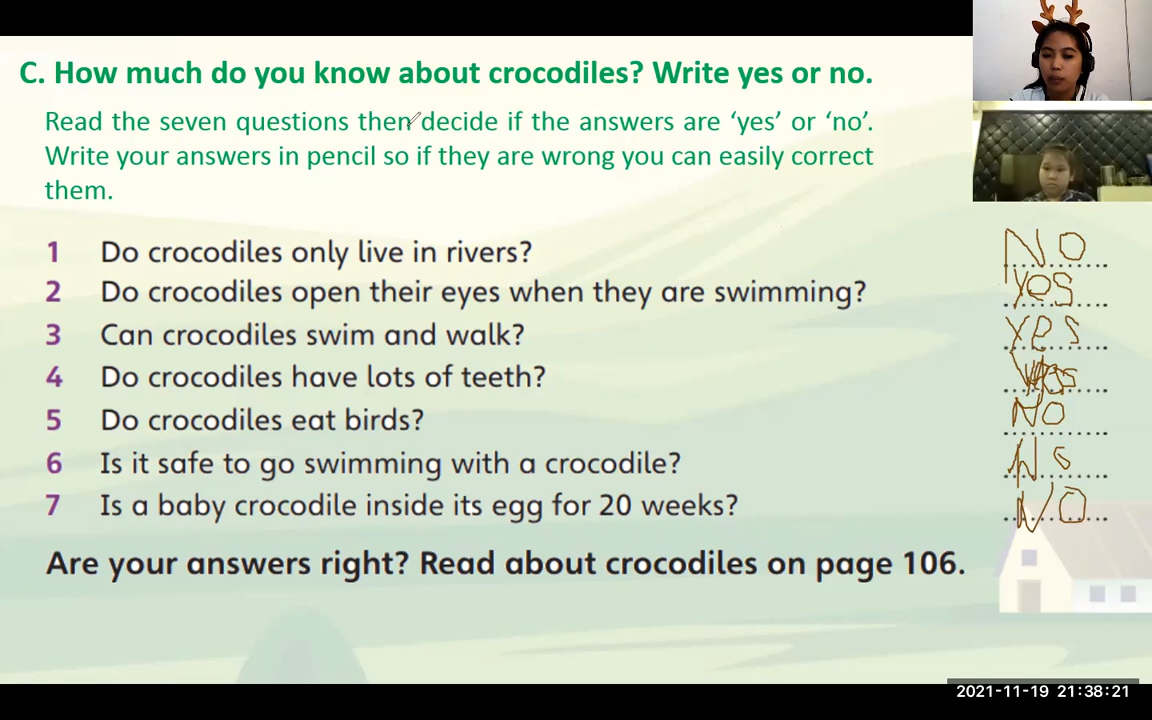 C. How much do you know about crocodiles? Write yes or no.
Read the seven questions then decide if the answers are ‘yes’ or ‘no’.
Write your answers in pencil so if they are wrong you can easily correct
them.
1 Do crocodiles only live in rivers? NO
2 Do crocodiles open their eyes when they are swimming? yes
3 Can crocodiles swim and walk? yes
4 Do crocodiles have lots of teeth?
5 Do crocodiles eat birds? NO
6 Is it safe to go swimming with a crocodile? No
7 Is a baby crocodile inside its egg for 20 weeks? NO
Are your answers right? Read about crocodiles on page 106.
2021-11-19 21:38:21